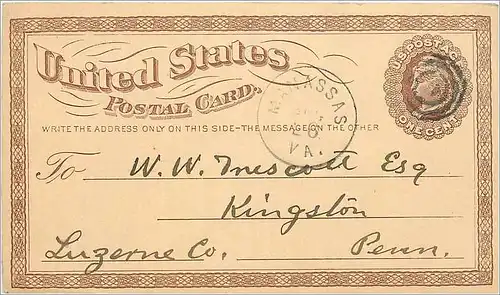 United States
POSTAL CARD.
WRITE THE ADDRESS ONLY ON THIS SIDE-THE MESSAGE ON THE OTHER
U.S. POSTAGE
ONE CENT
MANASSAS
VA.
To W. W. Trescott Esq
Kingston
Luzerne Co. Penn.